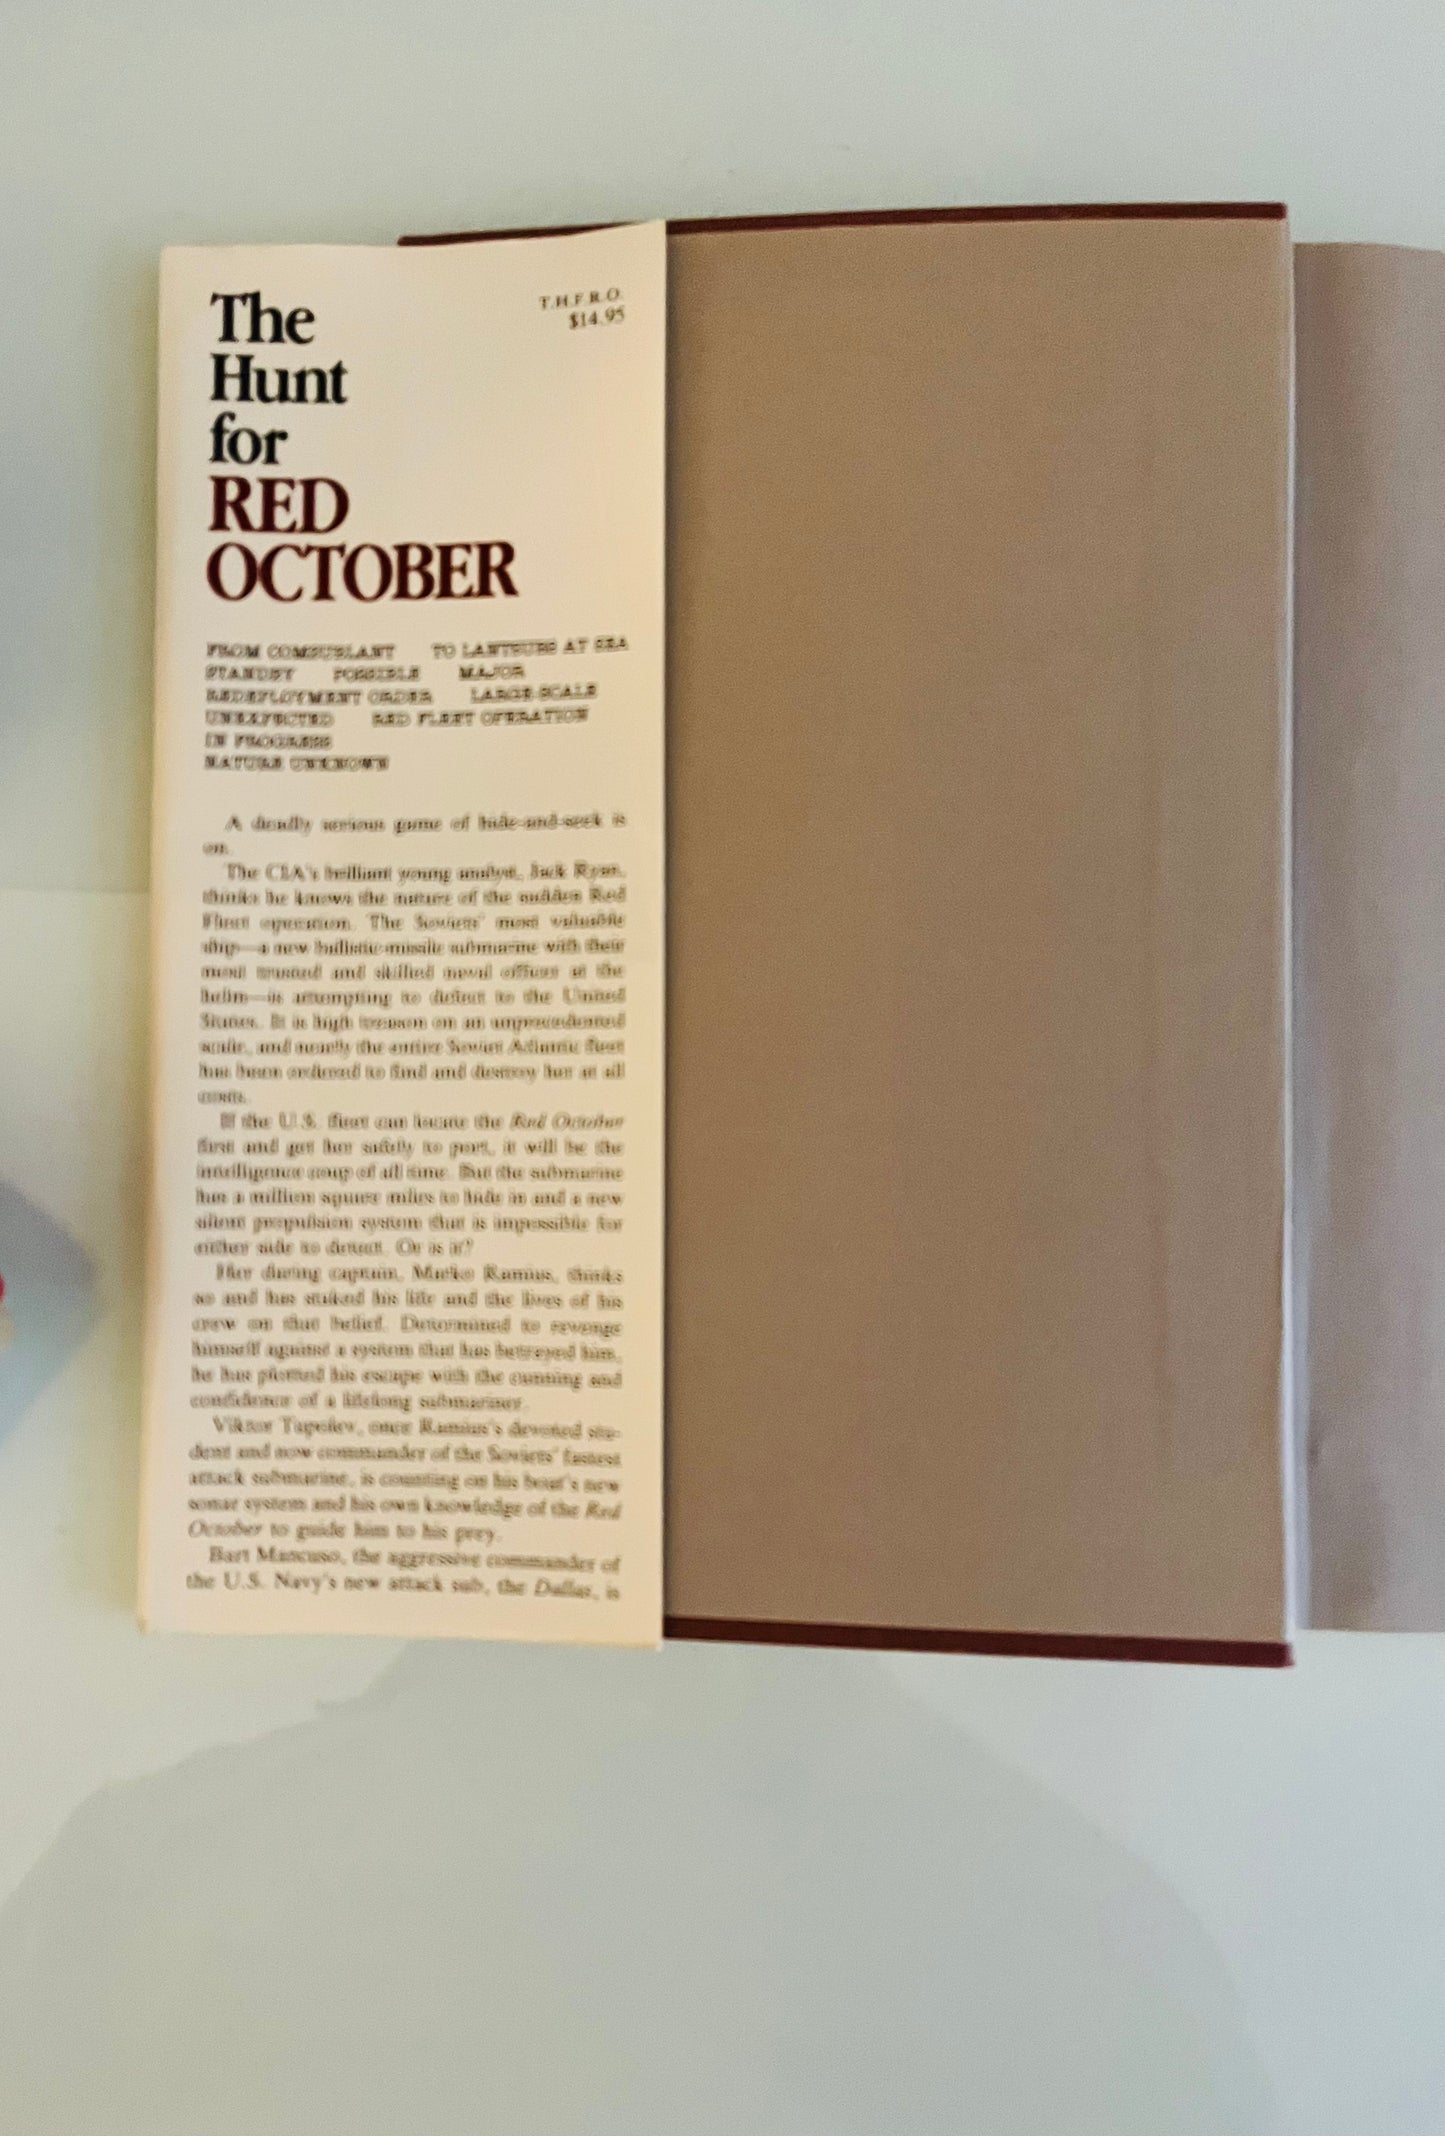 The
Hunt
for
RED
OCTOBER
T.H.F.R.O.
$14.95
FROM COMSUBLANT TO LANTSUBS AT SEA
STANDBY POSSIBLE MAJOR
REDEPLOYMENT ORDER LARGE-SCALE
UNEXPECTED RED FLEET OPERATION
IN PROGRESS
NATURE UNKNOWN
A deadly serious game of hide-and-seek is
on.
The CIA's brilliant young analyst, Jack Ryan,
thinks he knows the nature of the sudden Red
Fleet operation. The Soviets' most valuable
ship—a new ballistic-missile submarine with their
most trusted and skilled naval officer at the
helm—is attempting to defect to the United
States. It is high treason on an unprecedented
scale, and nearly the entire Soviet Atlantic fleet
has been ordered to find and destroy her at all
costs.
If the U.S. fleet can locate the Red October
first and get her safely to port, it will be the
intelligence coup of all time. But the submarine
has a million square miles to hide in and a new
silent propulsion system that is impossible for
either side to detect. Or is it?
Her daring captain, Marko Ramius, thinks
so and has staked his life and the lives of his
crew on that belief. Determined to revenge
himself against a system that has betrayed him,
he has plotted his escape with the cunning and
confidence of a lifelong submariner.
Viktor Tupolev, once Ramius's devoted stu-
dent and now commander of the Soviets' fastest
attack submarine, is counting on his boat's new
sonar system and his own knowledge of the Red
October to guide him to his prey.
Bart Mancuso, the aggressive commander of
the U.S. Navy's new attack sub, the Dallas, is